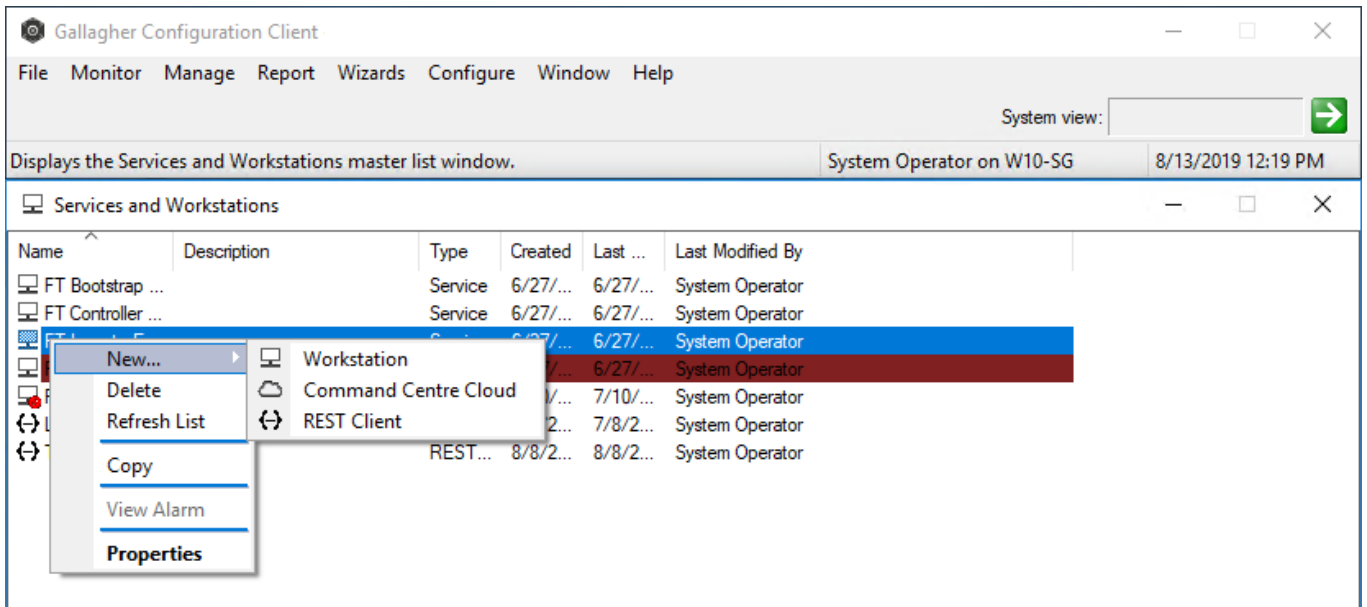 Gallagher Configuration Client
File Monitor Manage Report Wizards Configure Window Help
System view:
Displays the Services and Workstations master list window. System Operator on W10-SG 8/13/2019 12:19 PM
Services and Workstations
Name Description Type Created Last ... Last Modified By
FT Bootstrap ... Service 6/27/... 6/27/... System Operator
FT Controller ... Service 6/27/... 6/27/... System Operator
6/27/... System Operator
6/27/... System Operator
7/10/... System Operator
7/8/2... System Operator
REST... 8/8/2... 8/8/2... System Operator
New...
Delete
Refresh List
Copy
View Alarm
Properties
Workstation
Command Centre Cloud
REST Client